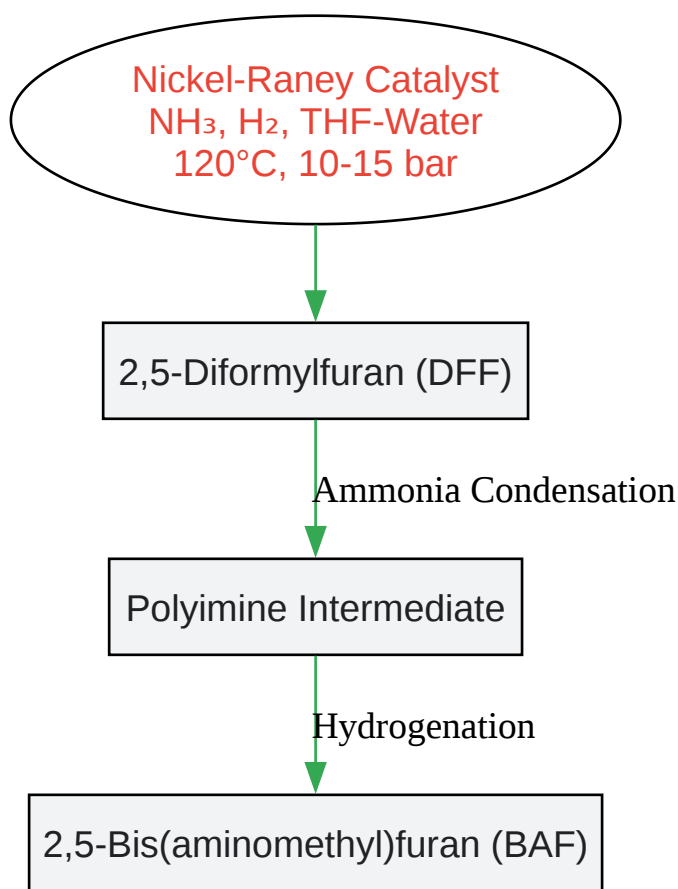 Nickel-Raney Catalyst
NH₃, H₂, THF-Water
120°C, 10-15 bar
2,5-Diformylfuran (DFF)
Ammonia Condensation
Polyimine Intermediate
Hydrogenation
2,5-Bis(aminomethyl)furan (BAF)